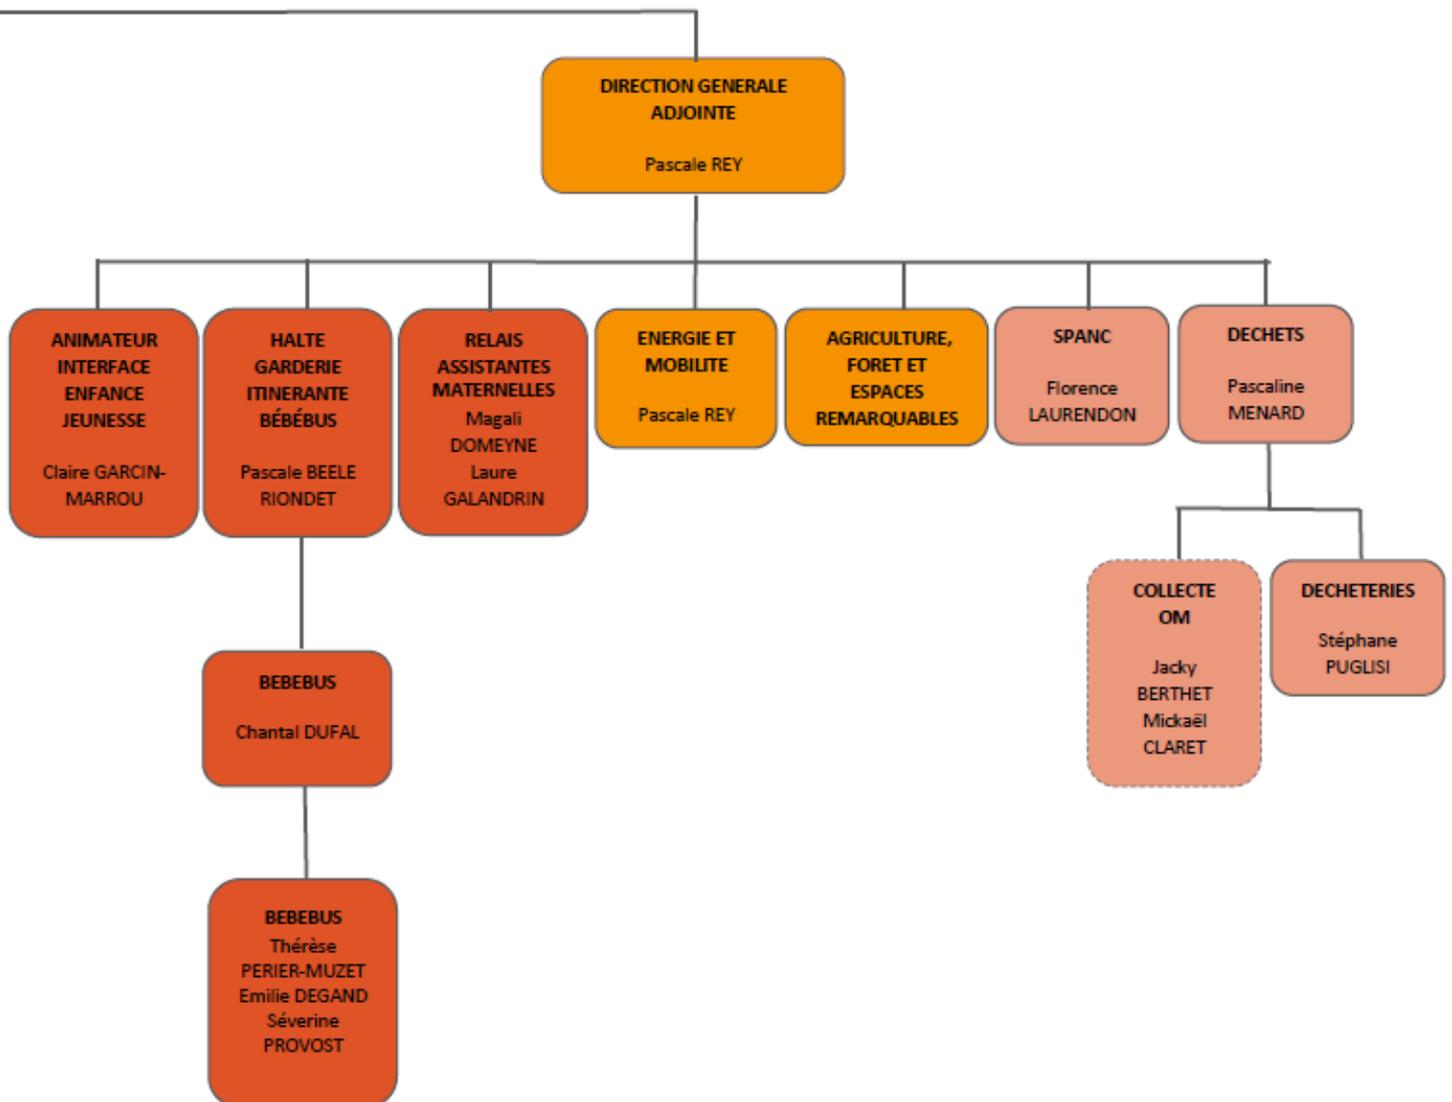 DIRECTION GENERALE
ADJOINTE
Pascale REY
ANIMATEUR
INTERFACE
ENFANCE
JEUNESSE
Claire GARCIN-
MARROU
HALTE
GARDERIE
ITINERANTE
BÉBÉBUS
Pascale BEELE
RIONDET
RELAIS
ASSISTANTES
MATERNELLES
Magali
DOMEYNE
Laure
GALANDRIN
ENERGIE ET
MOBILITE
Pascale REY
AGRICULTURE,
FORET ET
ESPACES
REMARQUABLES
SPANC
Florence
LAURENDON
DECHETS
Pascaline
MENARD
COLLECTE
OM
Jacky
BERTHET
Mickaël
CLARET
DECHETERIES
Stéphane
PUGLISI
BEBEBUS
Chantal DUFAL
BEBEBUS
Thérèse
PERIER-MUZET
Emilie DEGAND
Séverine
PROVOST